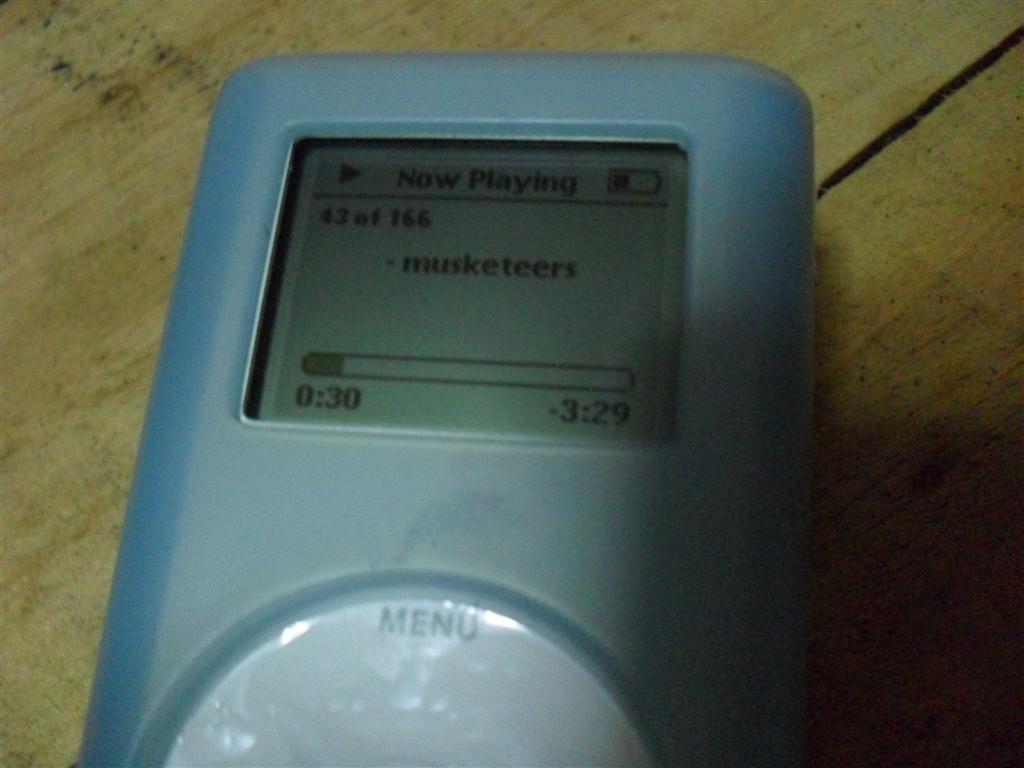 Now Playing
43 of 166
- musketeers
0:30 -3:29
MENU